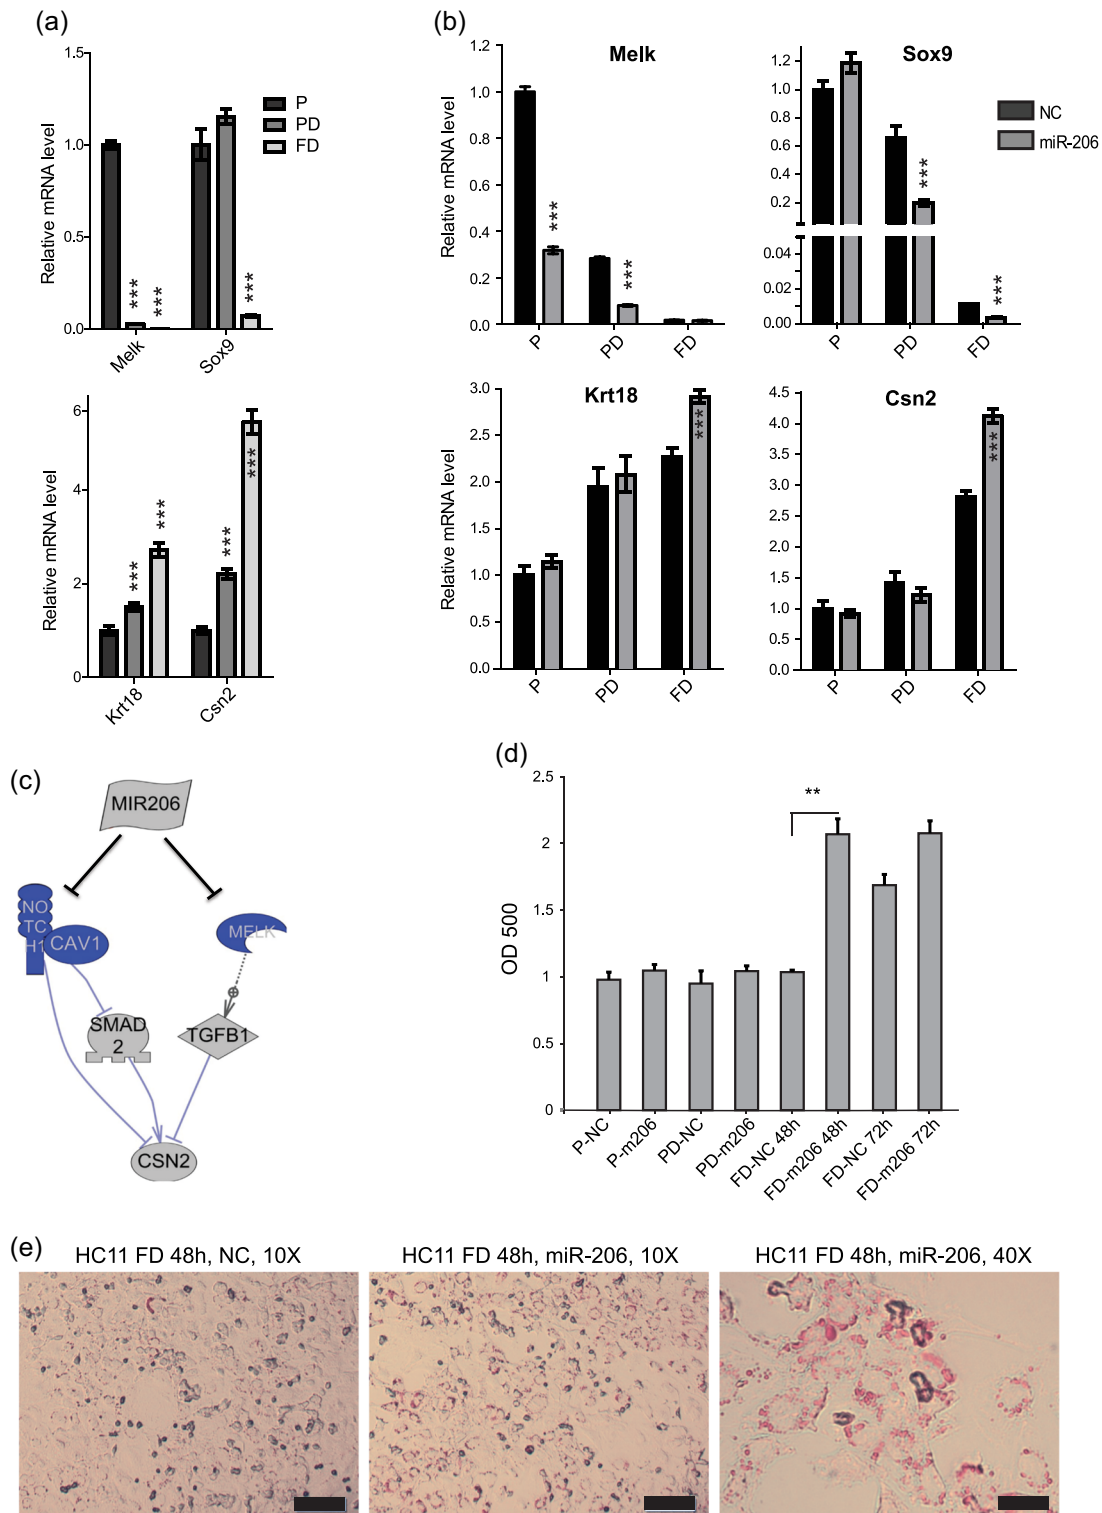 (a)
1.5
1.0
0.5
0.0
Relative mRNA level
P
PD
FD
***
***
***
Melk
Sox9
6
4
2
0
Relative mRNA level
***
***
***
***
Krt18
Csn2
(b)
Melk
1.2
1.0
0.8
0.6
0.4
0.2
0.0
Relative mRNA level
***
***
P
PD
FD
Sox9
1.2
1.0
0.8
0.6
0.4
0.2
0.04
0.02
0.00
***
***
P
PD
FD
NC
miR-206
Krt18
3.0
2.5
2.0
1.5
1.0
0.5
0.0
Relative mRNA level
***
P
PD
FD
Csn2
4.5
4.0
3.5
3.0
2.5
2.0
1.5
1.0
0.5
0.0
***
P
PD
FD
(c)
MIR206
NO
TC
H1
CAV1
MELK
SMAD
2
TGFB1
CSN2
(d)
2.5
2
1.5
1
0.5
0
OD 500
**
P-NC
P-m206
PD-NC
PD-m206
FD-NC 48h
FD-m206 48h
FD-NC 72h
FD-m206 72h
(e)
HC11 FD 48h, NC, 10X
HC11 FD 48h, miR-206, 10X
HC11 FD 48h, miR-206, 40X